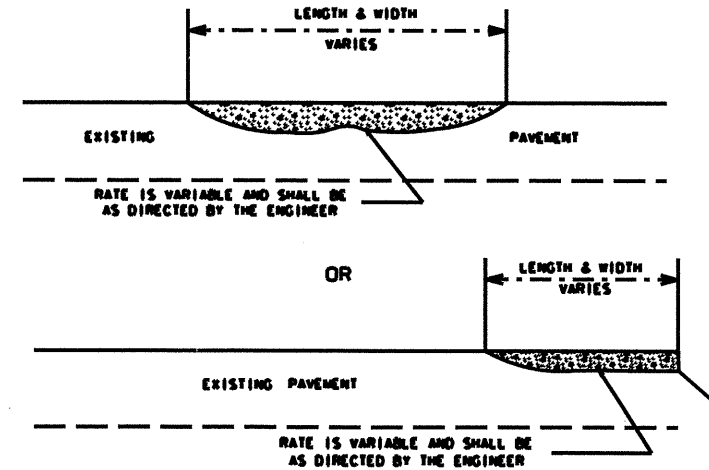 LENGTH & WIDTH
VARIES
EXISTING PAVEMENT
RATE IS VARIABLE AND SHALL BE
AS DIRECTED BY THE ENGINEER
OR
LENGTH & WIDTH
VARIES
EXISTING PAVEMENT
RATE IS VARIABLE AND SHALL BE
AS DIRECTED BY THE ENGINEER